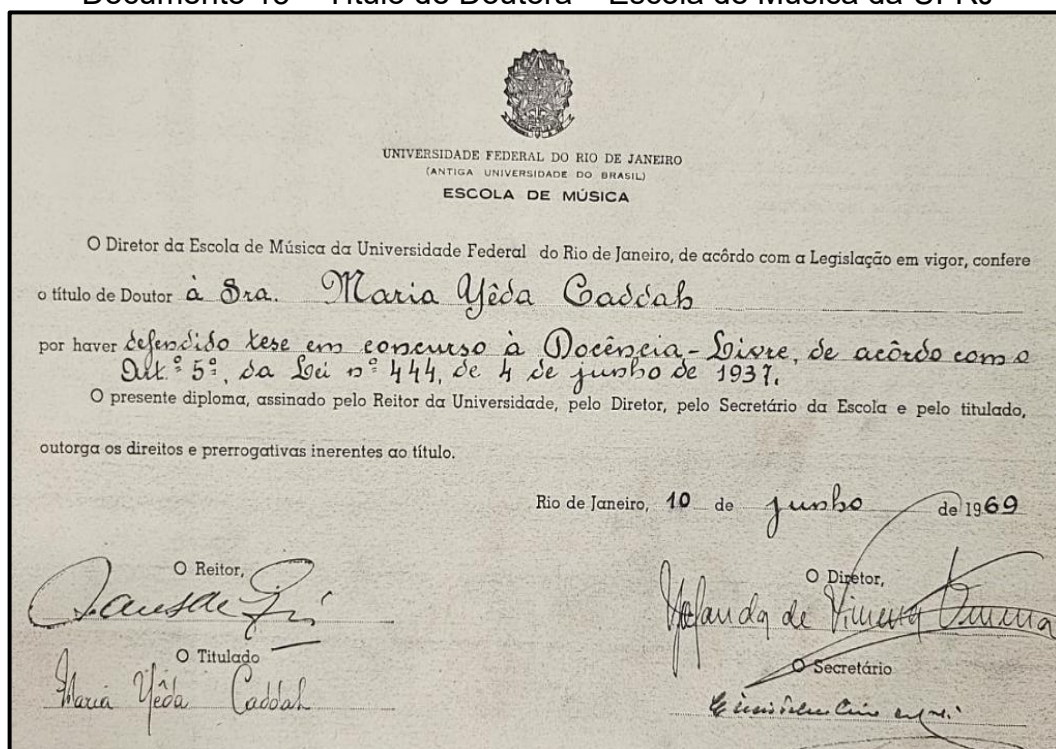 Documento 18 – Título de Doutora – Escola de Música da UFRJ
UNIVERSIDADE FEDERAL DO RIO DE JANEIRO
(ANTIGA UNIVERSIDADE DO BRASIL)
ESCOLA DE MÚSICA
O Diretor da Escola de Música da Universidade Federal do Rio de Janeiro, de acôrdo com a Legislação em vigor, confere
o título de Doutor à Sra. Maria Yêda Caddah
por haver defendido tese em concurso à Docência-Livre, de acôrdo com o
Art.º 5º, da Lei nº 444, de 4 de junho de 1937.
O presente diploma, assinado pelo Reitor da Universidade, pelo Diretor, pelo Secretário da Escola e pelo titulado,
outorga os direitos e prerrogativas inerentes ao título.
Rio de Janeiro, 10 de junho de 1969
O Reitor,
O Diretor,
Yolanda de
O Titulado
Maria Yêda Caddah
O Secretário